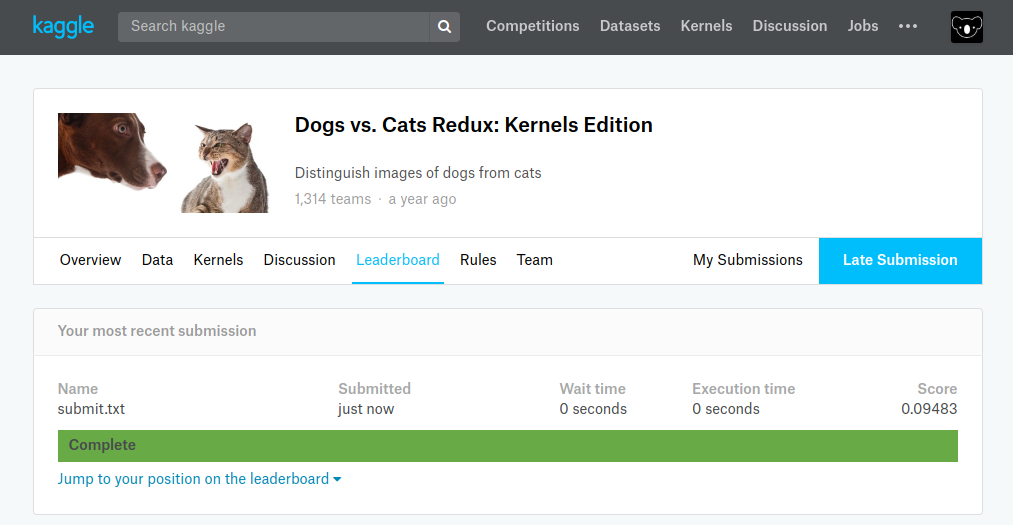 kaggle Search kaggle Competitions Datasets Kernels Discussion Jobs •••
Dogs vs. Cats Redux: Kernels Edition
Distinguish images of dogs from cats
1,314 teams · a year ago
Overview Data Kernels Discussion Leaderboard Rules Team My Submissions Late Submission
Your most recent submission
Name Submitted Wait time Execution time Score
submit.txt just now 0 seconds 0 seconds 0.09483
Complete
Jump to your position on the leaderboard